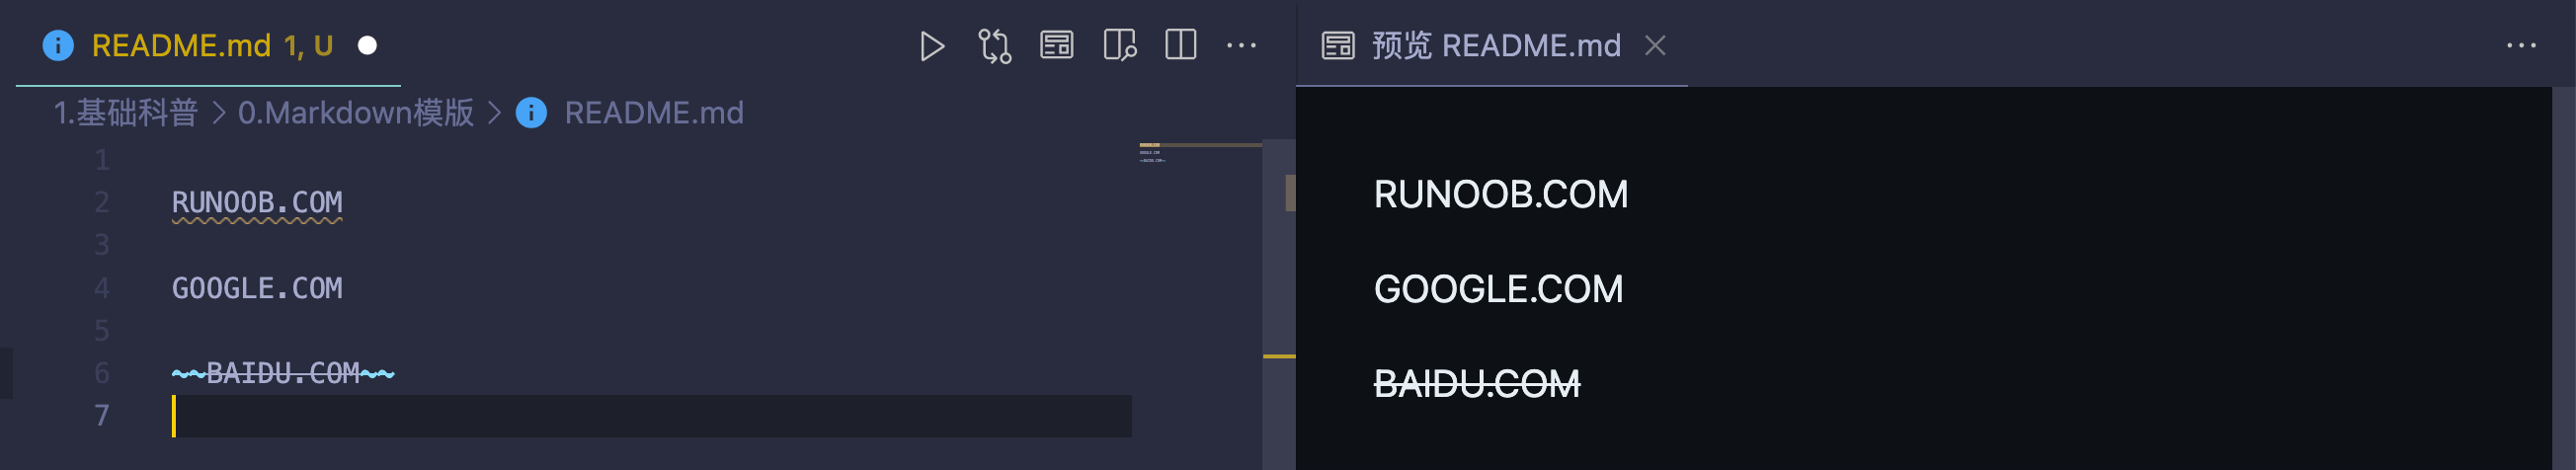 README.md 1, U
预览 README.md
1.基础科普 > 0.Markdown模版 > README.md
1
2 RUNOOB.COM
3
4 GOOGLE.COM
5
6 ~~BAIDU.COM~~
7
RUNOOB.COM
GOOGLE.COM
BAIDU.COM